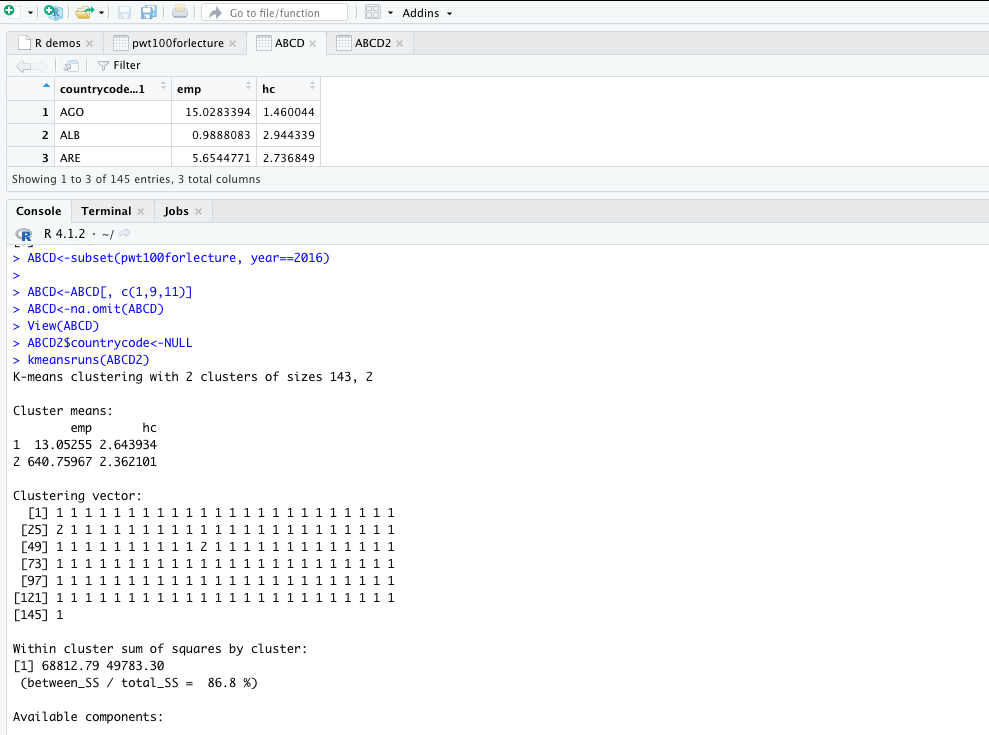 Go to file/function Addins
R demos pwt100forlecture ABCD ABCD2
Filter
countrycode...1 emp hc
1 AGO 15.0283394 1.460044
2 ALB 0.9888083 2.944339
3 ARE 5.6544771 2.736849
Showing 1 to 3 of 145 entries, 3 total columns
Console Terminal Jobs
R 4.1.2 · ~/
> ABCD<-subset(pwt100forlecture, year==2016)
>
> ABCD<-ABCD[, c(1,9,11)]
> ABCD<-na.omit(ABCD)
> View(ABCD)
> ABCD2$countrycode<-NULL
> kmeansruns(ABCD2)
K-means clustering with 2 clusters of sizes 143, 2
Cluster means:
emp hc
1 13.05255 2.643934
2 640.75967 2.362101
Clustering vector:
[1] 1 1 1 1 1 1 1 1 1 1 1 1 1 1 1 1 1 1 1 1 1 1 1 1
[25] 2 1 1 1 1 1 1 1 1 1 1 1 1 1 1 1 1 1 1 1 1 1 1 1
[49] 1 1 1 1 1 1 1 1 1 1 2 1 1 1 1 1 1 1 1 1 1 1 1 1
[73] 1 1 1 1 1 1 1 1 1 1 1 1 1 1 1 1 1 1 1 1 1 1 1 1
[97] 1 1 1 1 1 1 1 1 1 1 1 1 1 1 1 1 1 1 1 1 1 1 1 1
[121] 1 1 1 1 1 1 1 1 1 1 1 1 1 1 1 1 1 1 1 1 1 1 1 1
[145] 1
Within cluster sum of squares by cluster:
[1] 68812.79 49783.30
(between_SS / total_SS = 86.8 %)
Available components: